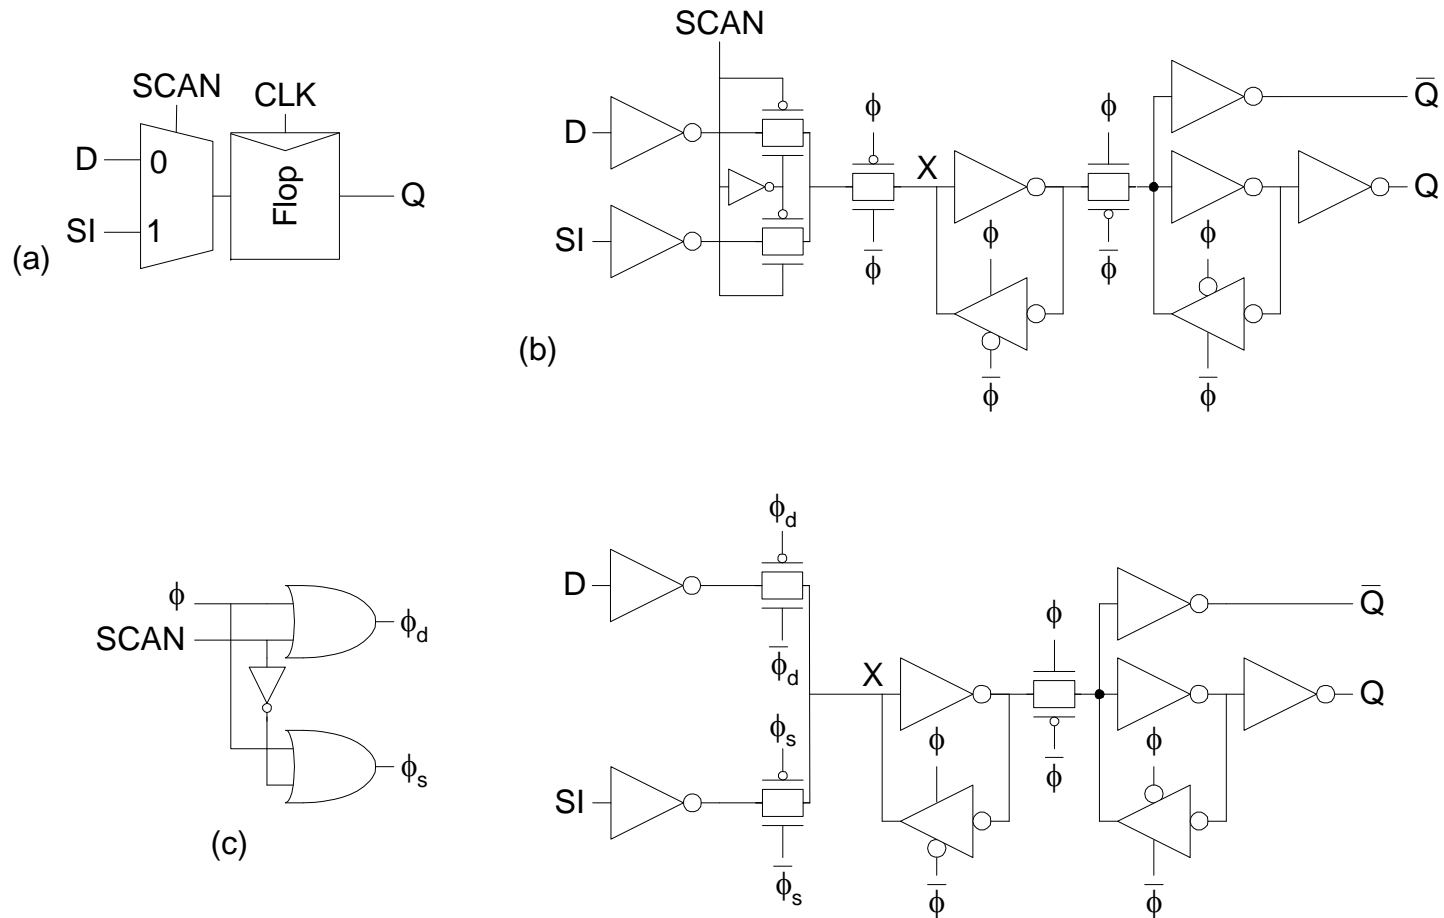 SCAN CLK
D 0
SI 1
Flop
Q
(a)
SCAN
D
SI
ϕ
ϕ̅
X
ϕ
ϕ̅
ϕ
ϕ̅
ϕ
ϕ̅
Q̅
Q
(b)
ϕ
SCAN
ϕd
ϕs
(c)
D
SI
ϕd
ϕ̅d
ϕs
ϕ̅s
X
ϕ
ϕ̅
ϕ
ϕ̅
ϕ
ϕ̅
Q̅
Q